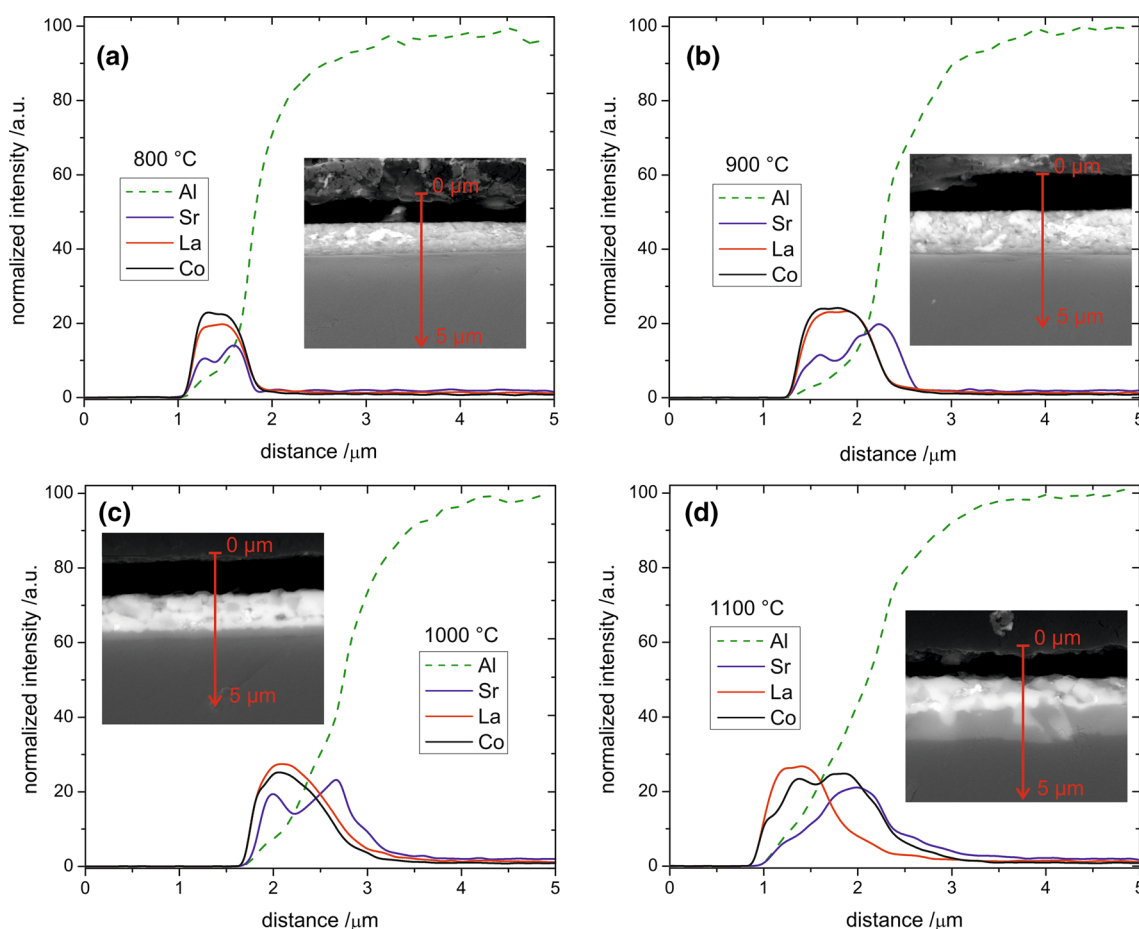 (a)
100
80
60
40
20
0
normalized intensity /a.u.
800 °C
Al
Sr
La
Co
0 µm
5 µm
0 1 2 3 4 5
distance /µm
(b)
100
80
60
40
20
0
normalized intensity /a.u.
900 °C
Al
Sr
La
Co
0 µm
5 µm
0 1 2 3 4 5
distance /µm
(c)
100
80
60
40
20
0
normalized intensity /a.u.
0 µm
5 µm
1000 °C
Al
Sr
La
Co
0 1 2 3 4 5
distance /µm
(d)
100
80
60
40
20
0
normalized intensity /a.u.
1100 °C
Al
Sr
La
Co
0 µm
5 µm
0 1 2 3 4 5
distance /µm